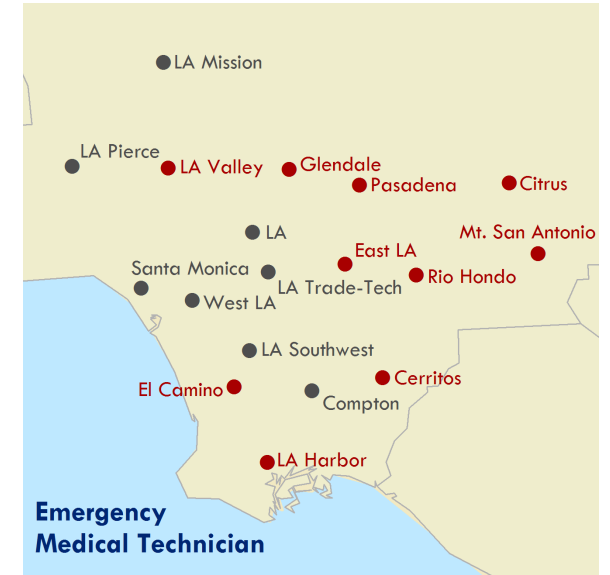 LA Mission
LA Pierce
LA Valley
Glendale
Pasadena
Citrus
LA
Mt. San Antonio
East LA
Santa Monica
LA Trade-Tech
Rio Hondo
West LA
LA Southwest
El Camino
Cerritos
Compton
LA Harbor
Emergency
Medical Technician